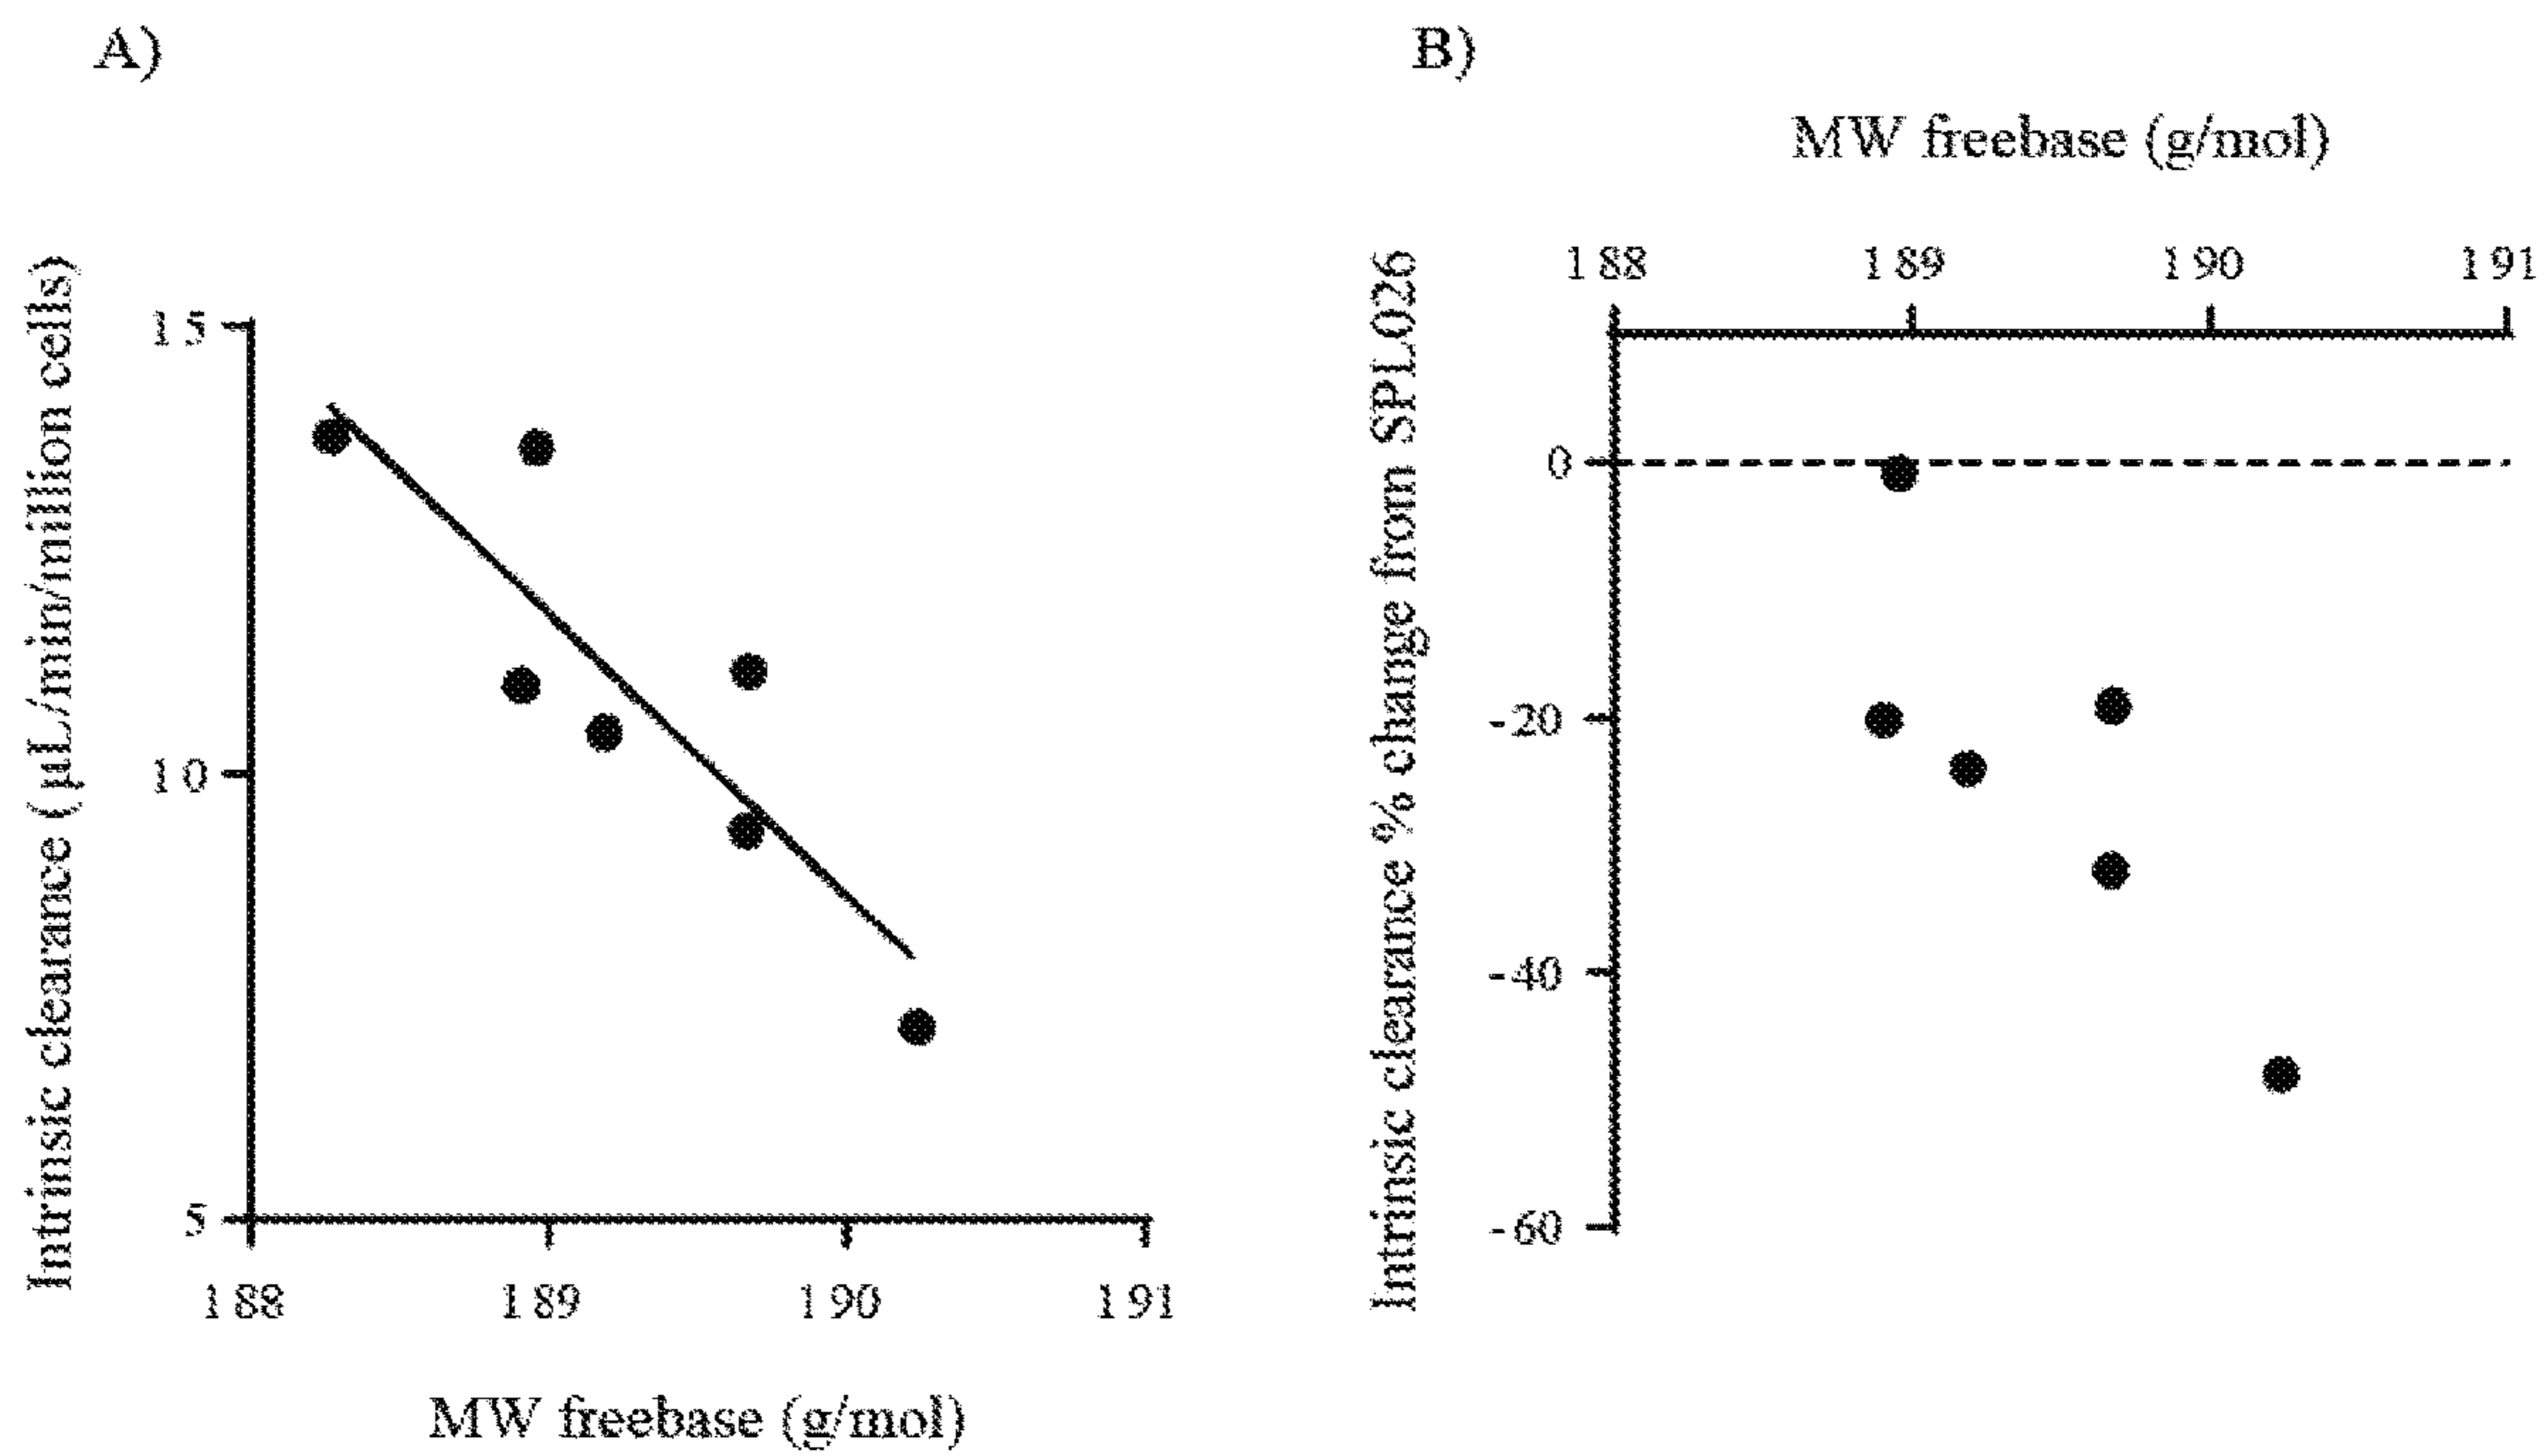 A)
Intrinsic clearance (µL/min/million cells)
15
10
5
188 189 190 191
MW freebase (g/mol)
B)
MW freebase (g/mol)
188 189 190 191
Intrinsic clearance % change from SPL026
0
-20
-40
-60